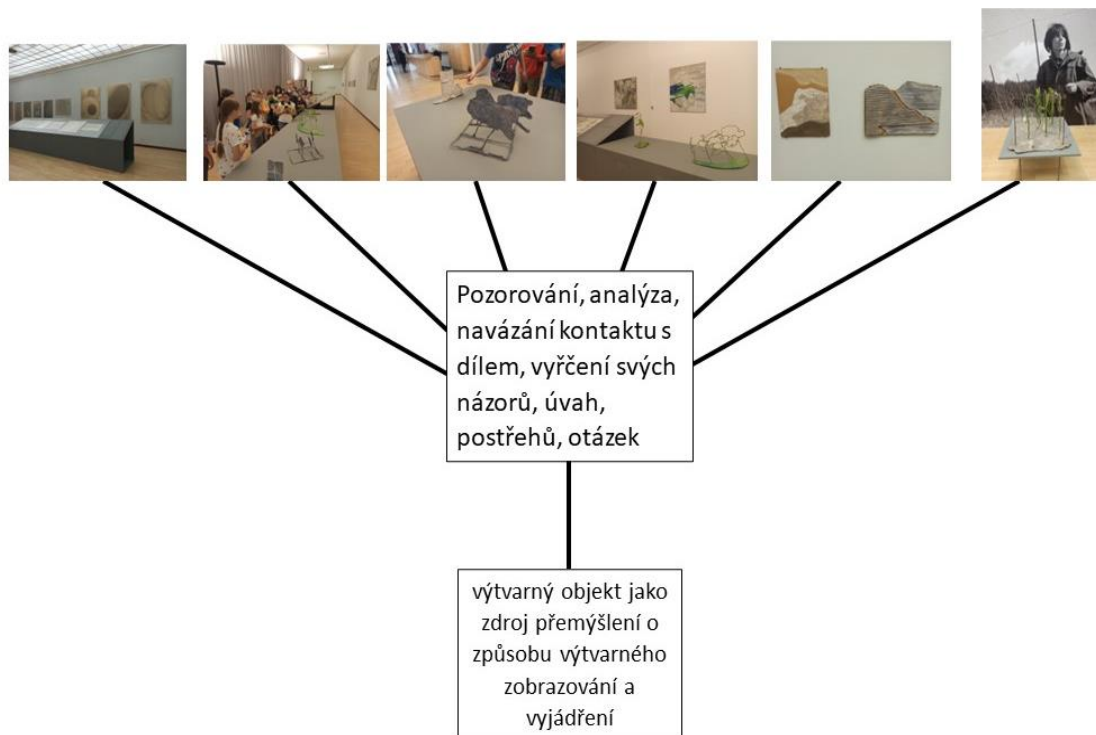 Pozorování, analýza,
navázání kontaktu s
dílem, vyřčení svých
názorů, úvah,
postřehů, otázek
výtvarný objekt jako
zdroj přemýšlení o
způsobu výtvarného
zobrazování a
vyjádření